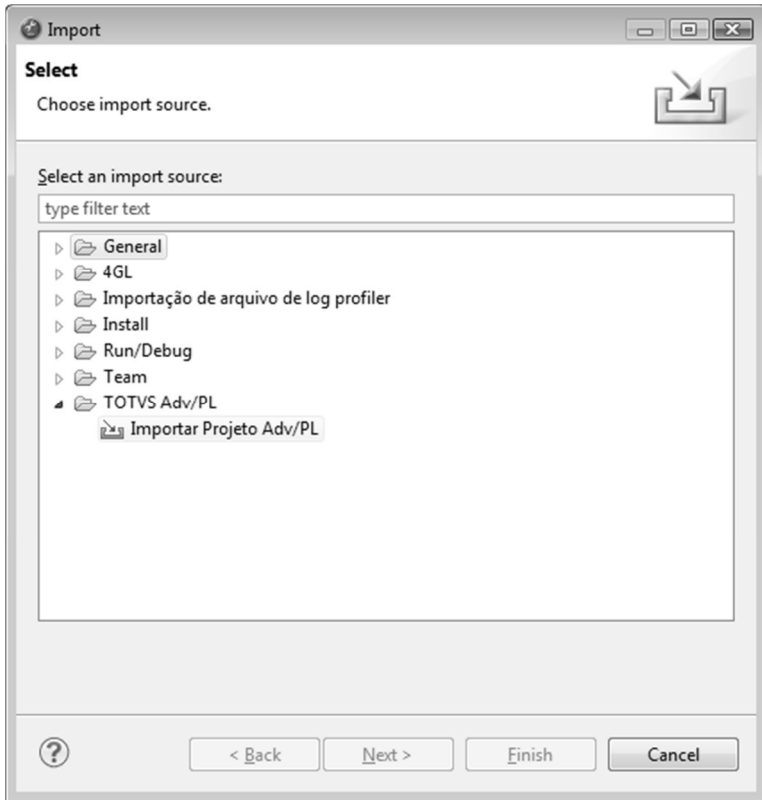 Import
Select
Choose import source.
Select an import source:
type filter text
General
4GL
Importação de arquivo de log profiler
Install
Run/Debug
Team
TOTVS Adv/PL
Importar Projeto Adv/PL
?
< Back Next > Finish Cancel